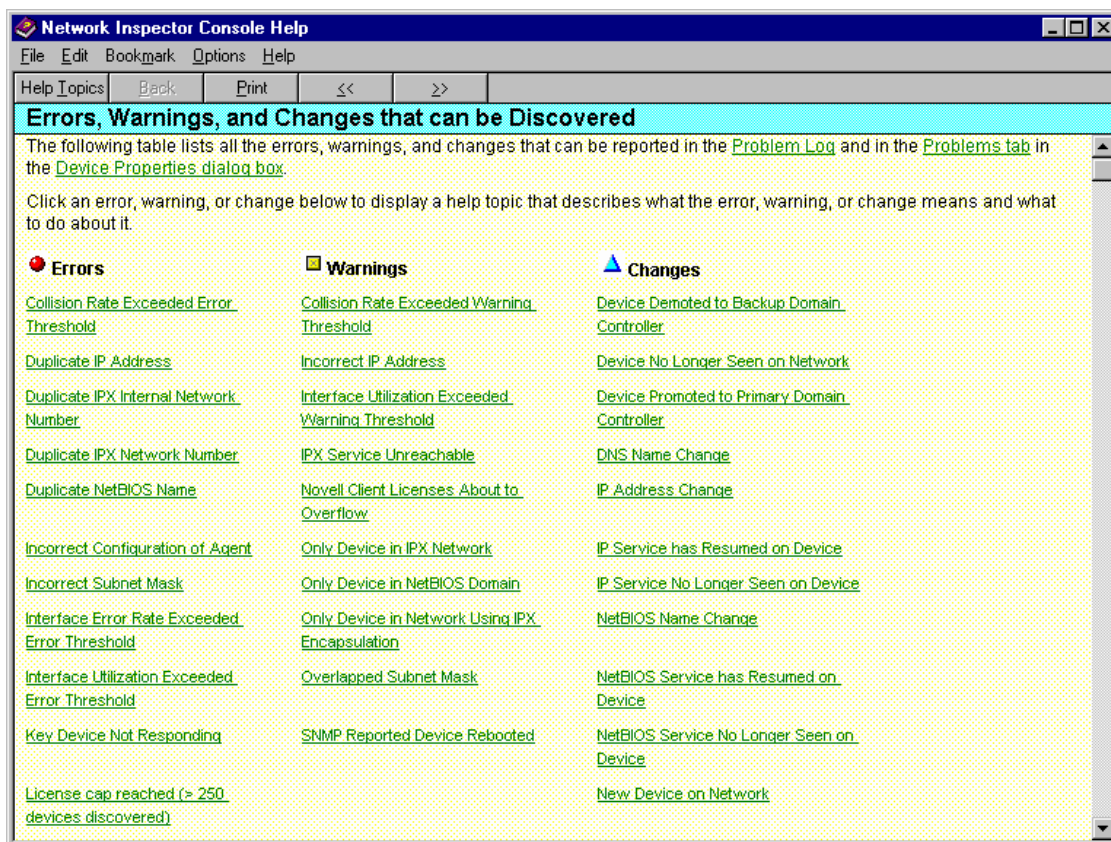 Network Inspector Console Help
File Edit Bookmark Options Help
Help Topics Back Print << >>
Errors, Warnings, and Changes that can be Discovered
The following table lists all the errors, warnings, and changes that can be reported in the Problem Log and in the Problems tab in
the Device Properties dialog box.
Click an error, warning, or change below to display a help topic that describes what the error, warning, or change means and what
to do about it.
Errors
Collision Rate Exceeded Error
Threshold
Duplicate IP Address
Duplicate IPX Internal Network
Number
Duplicate IPX Network Number
Duplicate NetBIOS Name
Incorrect Configuration of Agent
Incorrect Subnet Mask
Interface Error Rate Exceeded
Error Threshold
Interface Utilization Exceeded
Error Threshold
Key Device Not Responding
License cap reached (> 250
devices discovered)
Warnings
Collision Rate Exceeded Warning
Threshold
Incorrect IP Address
Interface Utilization Exceeded
Warning Threshold
IPX Service Unreachable
Novell Client Licenses About to
Overflow
Only Device in IPX Network
Only Device in NetBIOS Domain
Only Device in Network Using IPX
Encapsulation
Overlapped Subnet Mask
SNMP Reported Device Rebooted
Changes
Device Demoted to Backup Domain
Controller
Device No Longer Seen on Network
Device Promoted to Primary Domain
Controller
DNS Name Change
IP Address Change
IP Service has Resumed on Device
IP Service No Longer Seen on Device
NetBIOS Name Change
NetBIOS Service has Resumed on
Device
NetBIOS Service No Longer Seen on
Device
New Device on Network